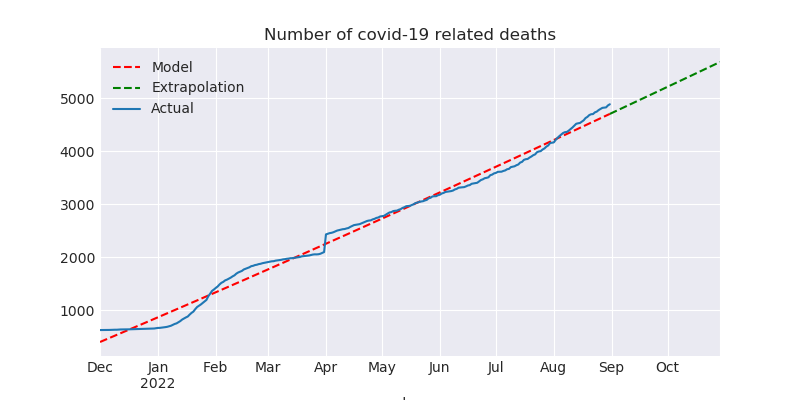 Number of covid-19 related deaths
Model
Extrapolation
Actual
5000
4000
3000
2000
1000
Dec Jan Feb Mar Apr May Jun Jul Aug Sep Oct
2022